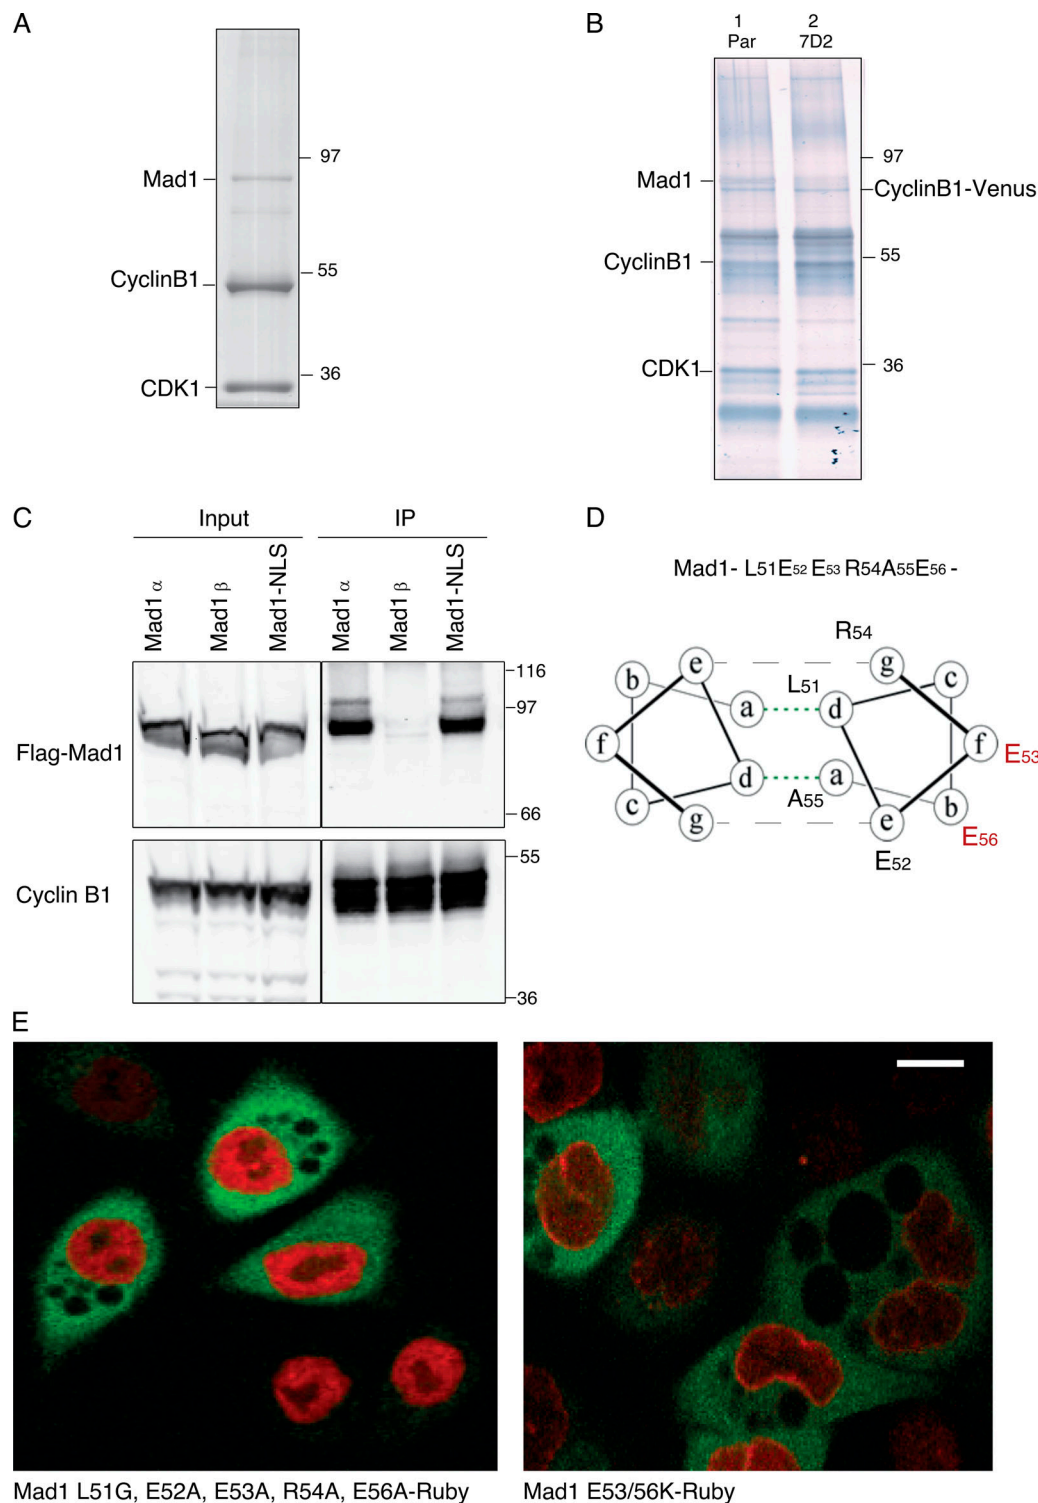 A
97
Mad1
55
CyclinB1
36
CDK1
B
1 2
Par 7D2
97
Mad1
CyclinB1-Venus
55
CyclinB1
36
CDK1
C
Input IP
Mad1 α
Mad1 β
Mad1-NLS
Mad1 α
Mad1 β
Mad1-NLS
116
97
Flag-Mad1
66
55
Cyclin B1
36
D
Mad1- L51E52 E53 R54A55E56 -
R54
e g
b c
L51
a d
f f
E53
d a
c b
A55
g e
E56
E52
E
Mad1 L51G, E52A, E53A, R54A, E56A-Ruby
Mad1 E53/56K-Ruby